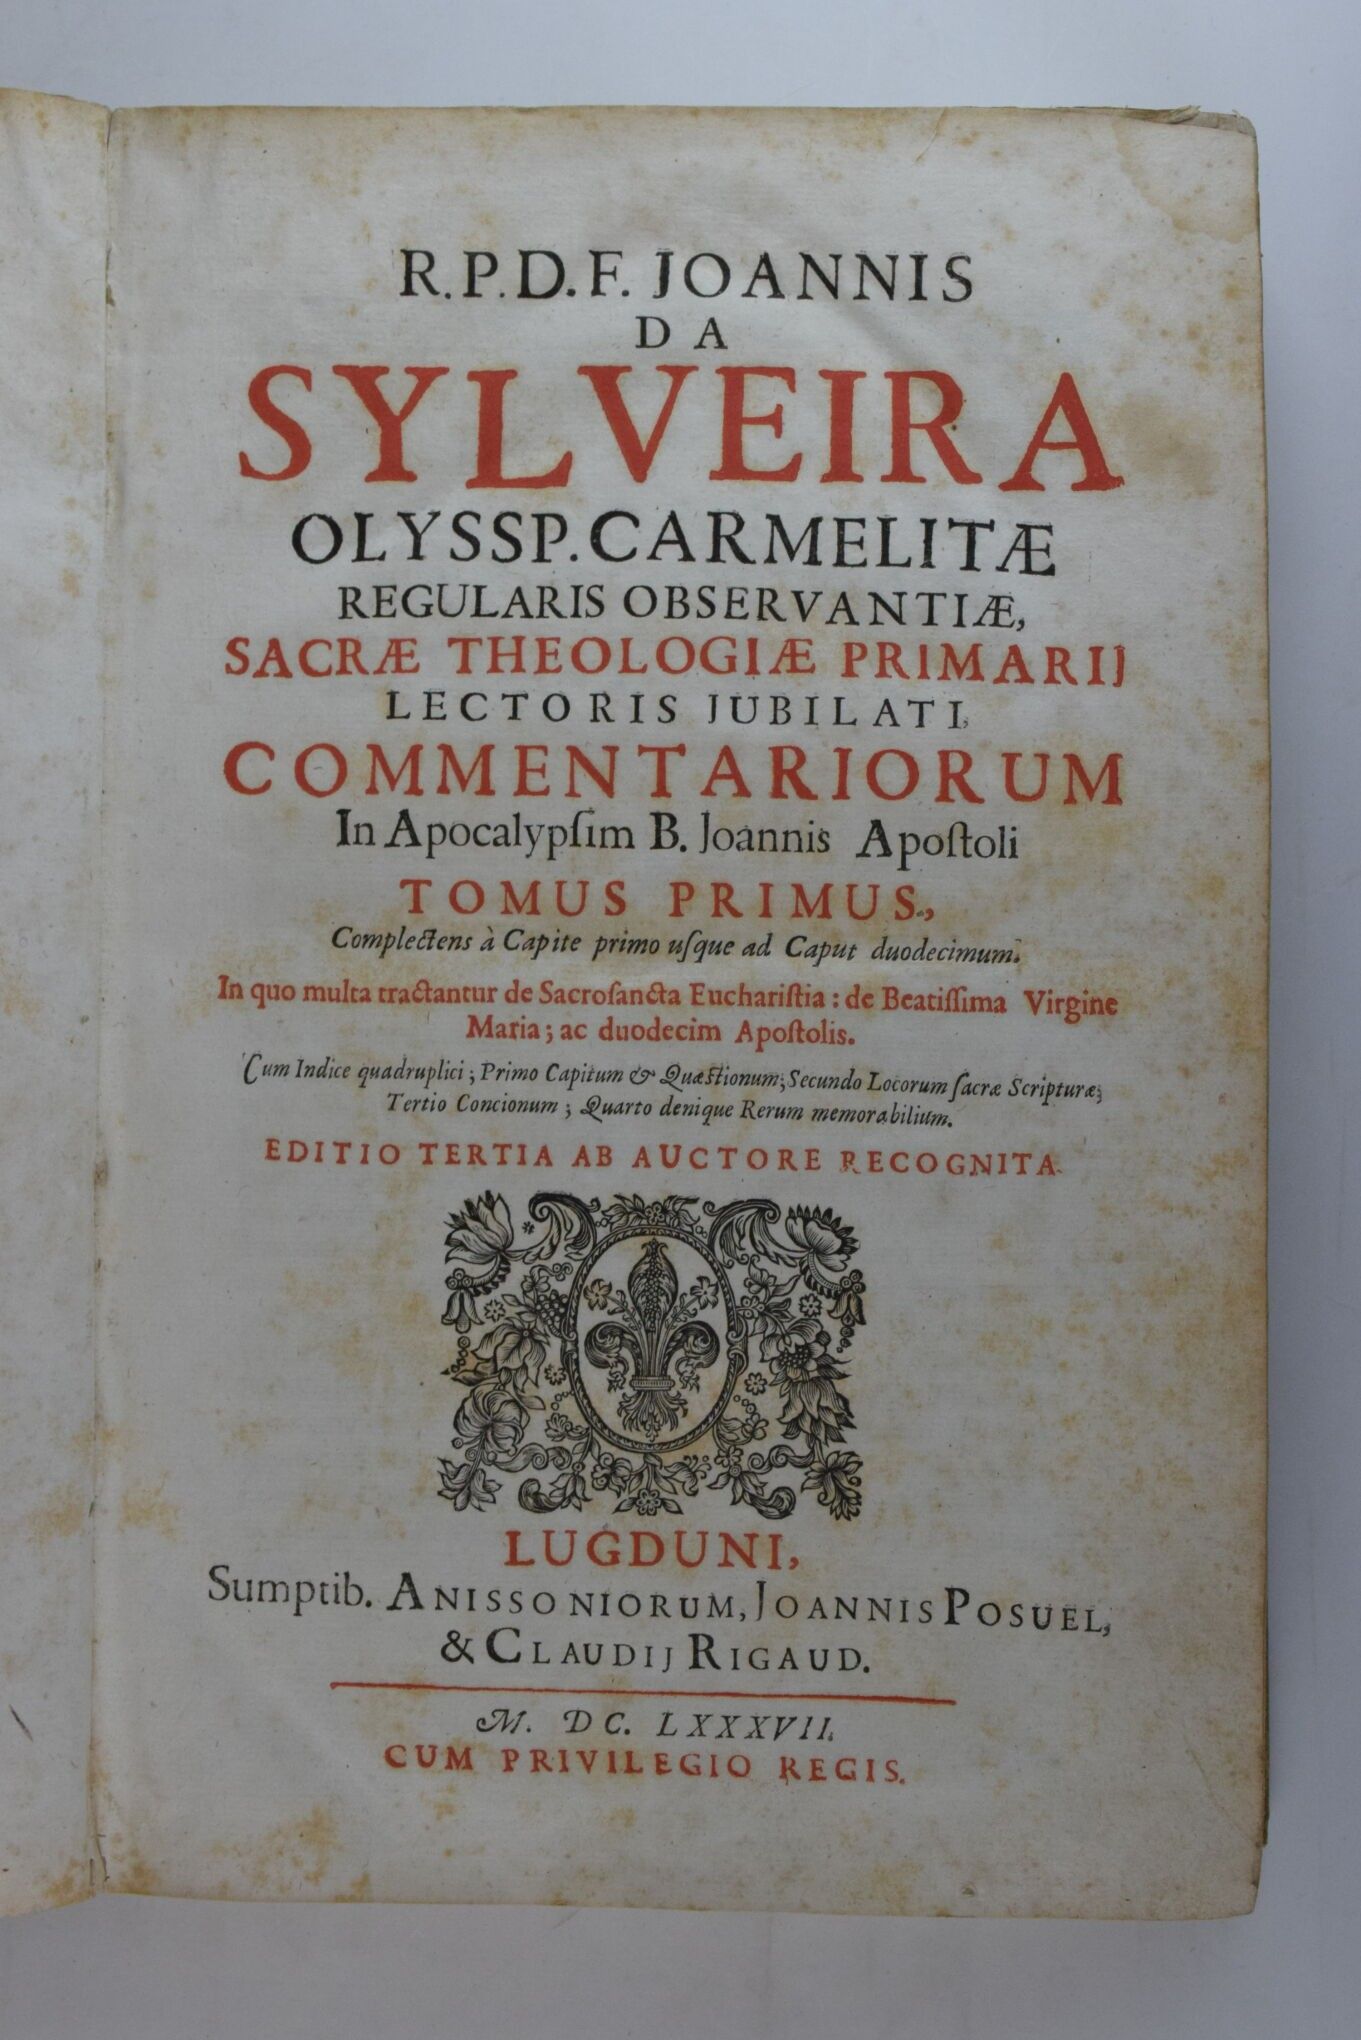 R.P.D.F. JOANNIS
DA
SYLVEIRA
OLYSSP. CARMELITÆ
REGULARIS OBSERVANTIÆ,
SACRÆ THEOLOGIÆ PRIMARIJ
LECTORIS JUBILATI,
COMMENTARIORUM
In Apocalypſim B. Joannis Apoſtoli
TOMUS PRIMUS,
Complectens à Capite primo uſque ad Caput duodecimum.
In quo multa tractantur de Sacroſancta Euchariſtia : de Beatiſſima Virgine
Maria ; ac duodecim Apoſtolis.
Cum Indice quadruplici ; Primo Capitum & Quæſtionum ; Secundo Locorum ſacræ Scripturæ ;
Tertio Concionum ; Quarto denique Rerum memorabilium.
EDITIO TERTIA AB AUCTORE RECOGNITA.
LUGDUNI,
Sumptib. ANISSONIORUM, JOANNIS POSUEL,
& CLAUDIJ RIGAUD.
M. DC. LXXXVII.
CUM PRIVILEGIO REGIS.